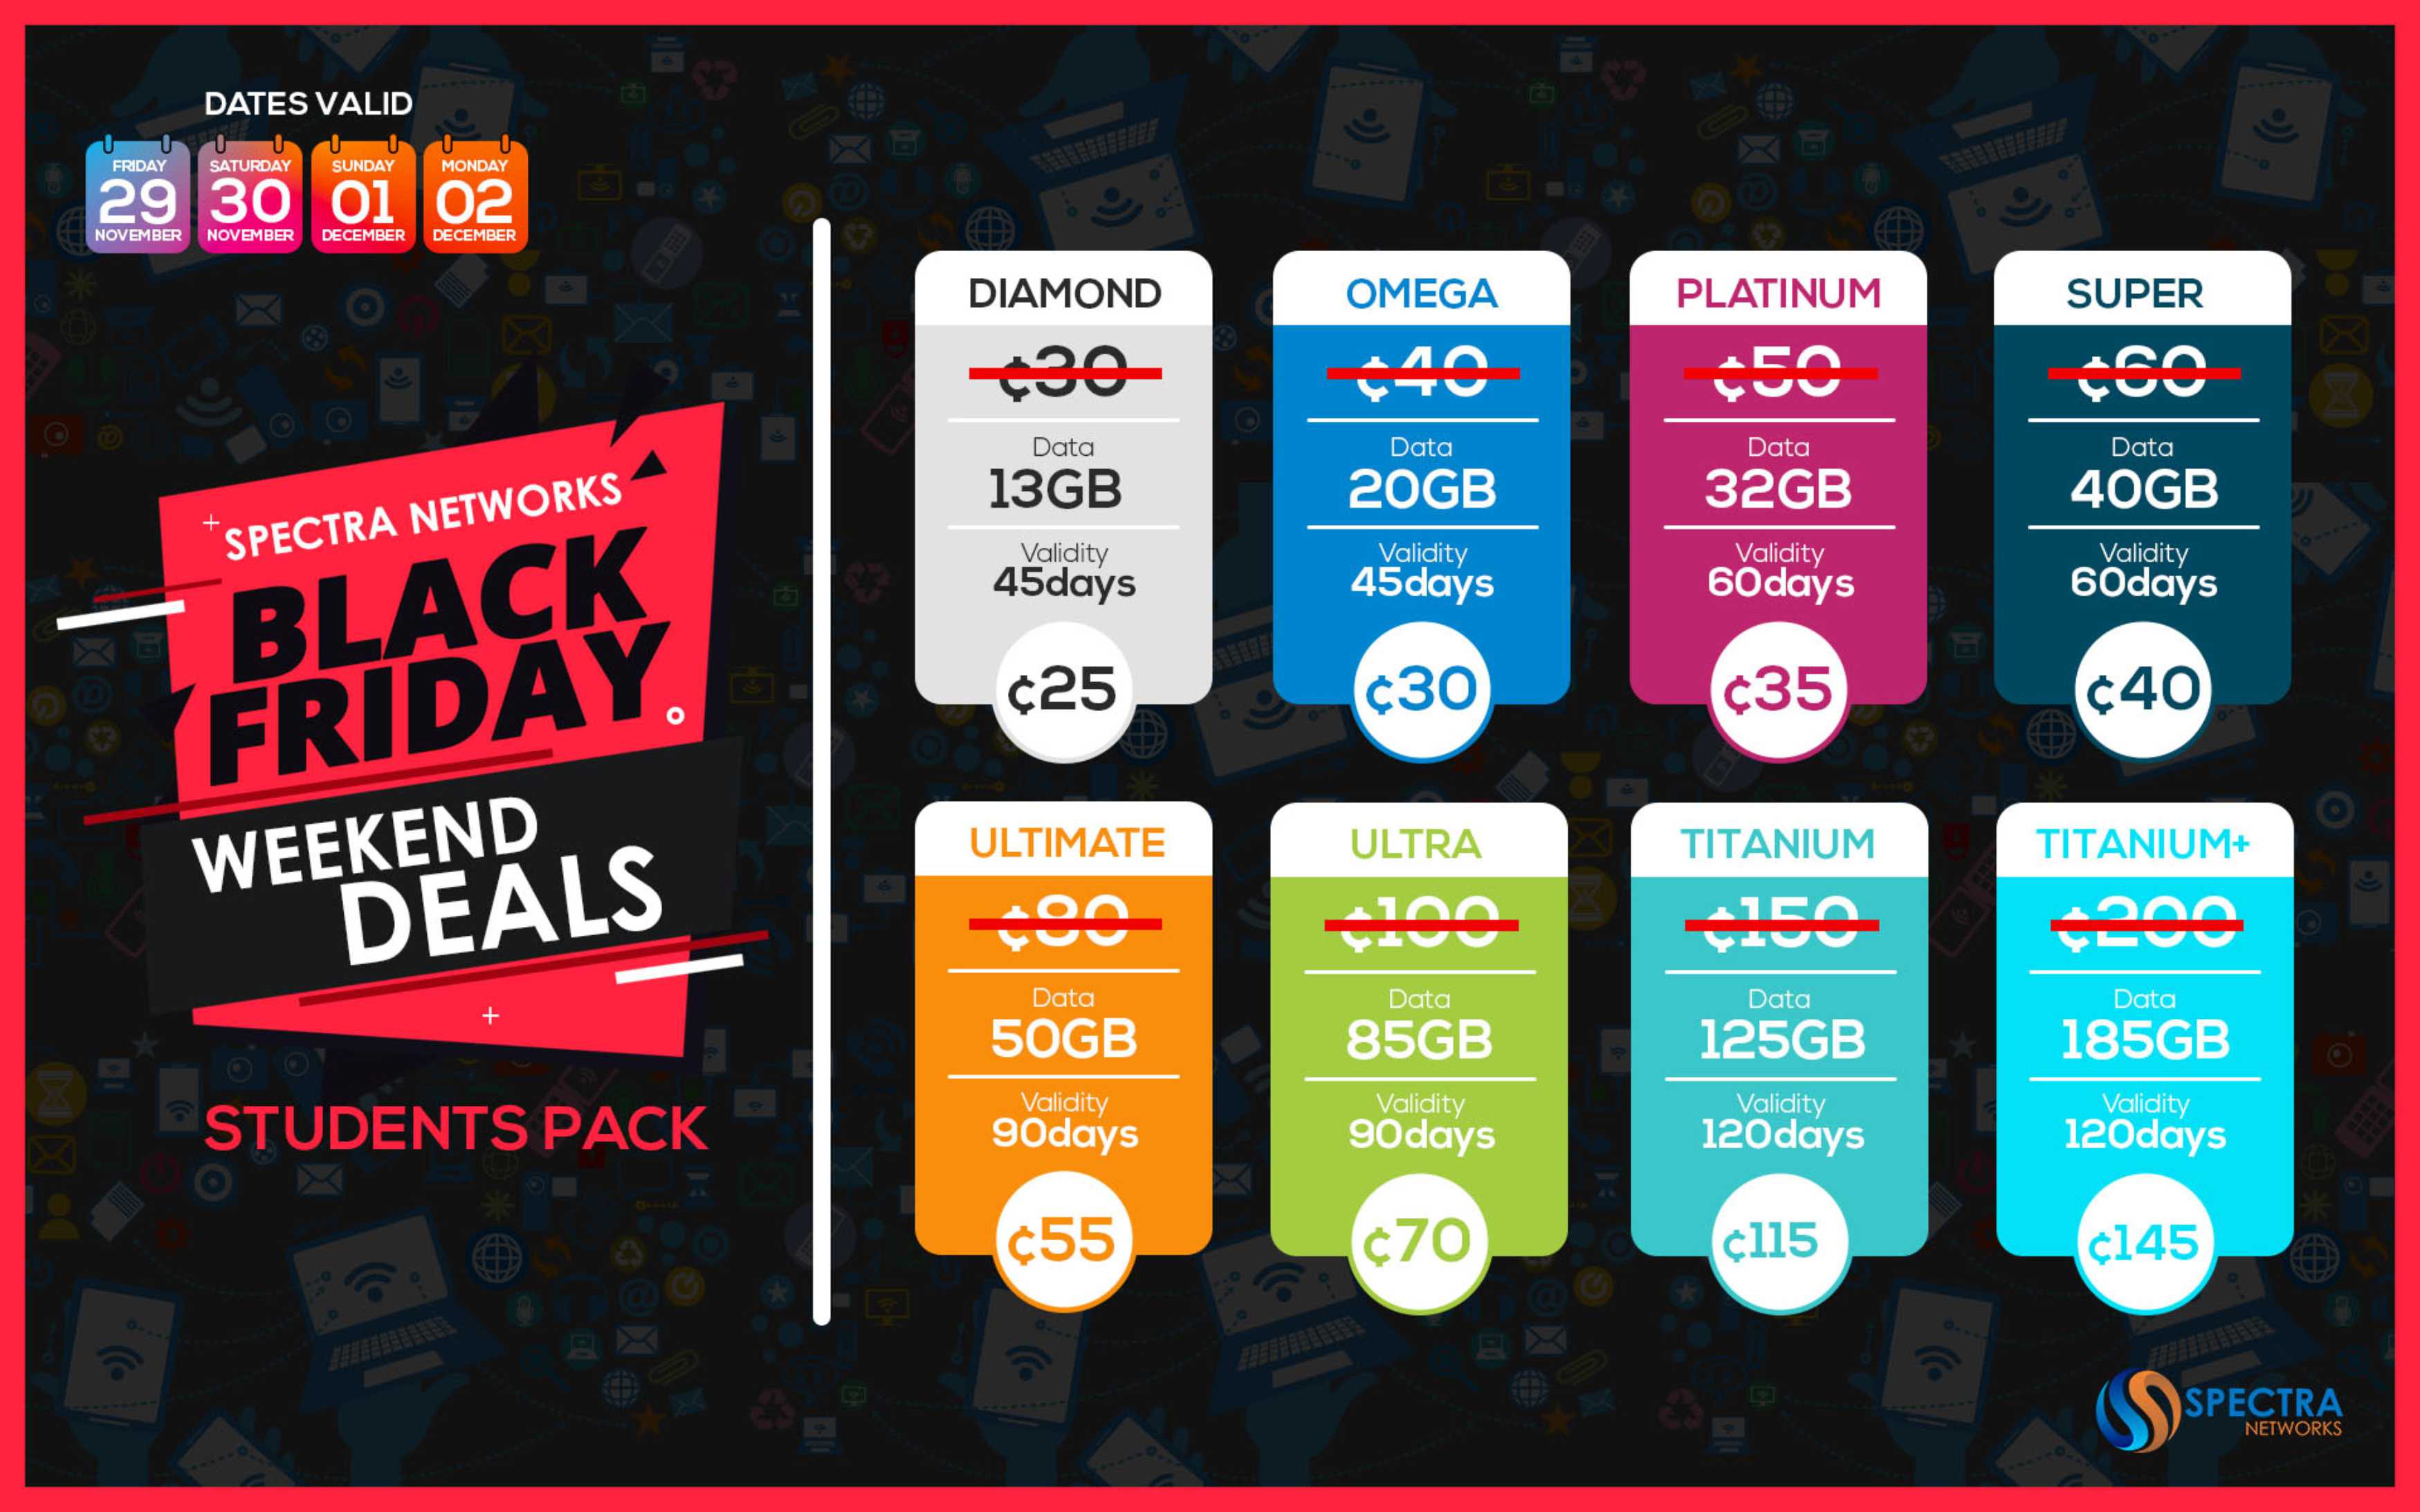 DATES VALID
FRIDAY SATURDAY SUNDAY MONDAY
29 30 01 02
NOVEMBER NOVEMBER DECEMBER DECEMBER
SPECTRA NETWORKS
BLACK
FRIDAY
WEEKEND
DEALS
STUDENTS PACK
DIAMOND
¢30
Data
13GB
Validity
45days
¢25
OMEGA
¢40
Data
20GB
Validity
45days
¢30
PLATINUM
¢50
Data
32GB
Validity
60days
¢35
SUPER
¢60
Data
40GB
Validity
60days
¢40
ULTIMATE
¢80
Data
50GB
Validity
90days
¢55
ULTRA
¢100
Data
85GB
Validity
90days
¢70
TITANIUM
¢150
Data
125GB
Validity
120days
¢115
TITANIUM+
¢200
Data
185GB
Validity
120days
¢145
SPECTRA
NETWORKS